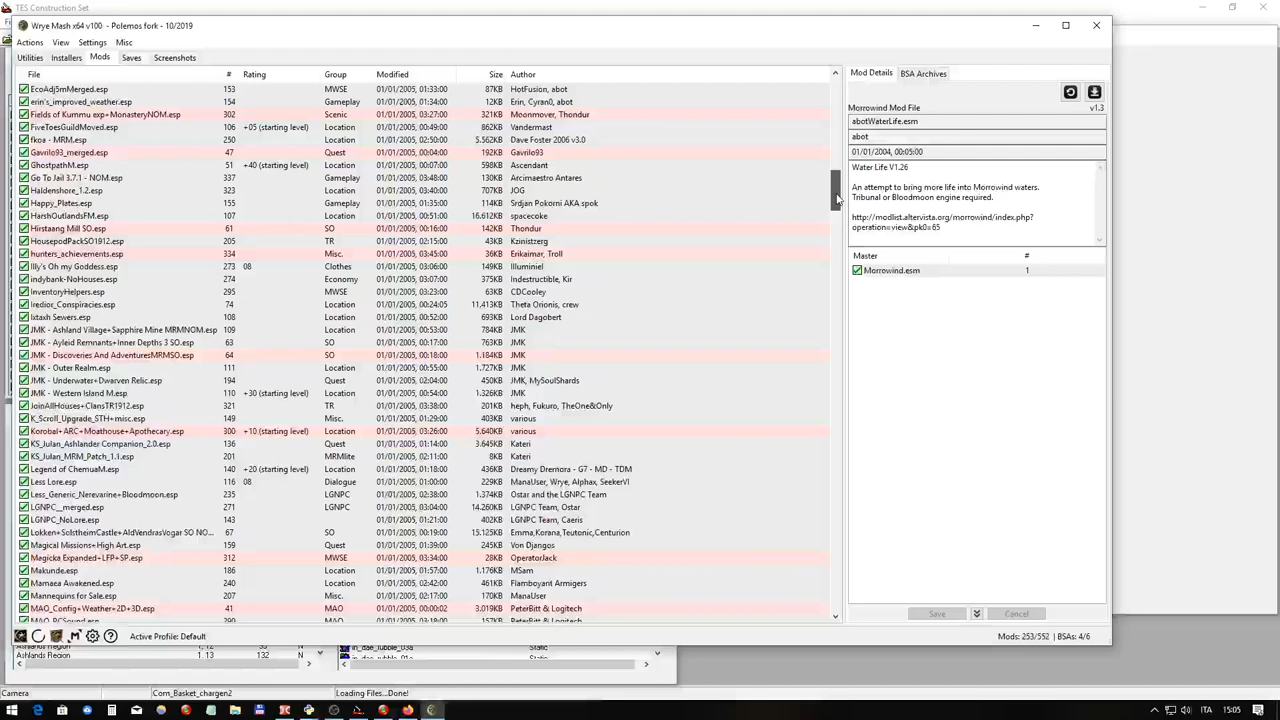 TES Construction Set
Wrye Mash x64 v100 - Polemos fork - 10/2019
Actions View Settings Misc
Utilities Installers Mods Saves Screenshots
File # Rating Group Modified Size Author
EcoAdj5mMerged.esp 153 MWSE 01/01/2005, 01:33:00 87KB HotFusion, abot
erin's_improved_weather.esp 154 Gameplay 01/01/2005, 01:34:00 12KB Erin, Cyran0, abot
Fields of Kummu exp+MonasteryNOM.esp 302 Scenic 01/01/2005, 03:27:00 321KB Moonmover, Thondur
FiveToesGuildMoved.esp 106 +05 (starting level) Location 01/01/2005, 00:49:00 862KB Vandermast
fkoa - MRM.esp 250 Location 01/01/2005, 02:50:00 5.562KB Dave Foster 2006 v3.0
Gavrilo93_merged.esp 47 Quest 01/01/2005, 00:04:00 192KB Gavrilo93
GhostpathM.esp 51 +40 (starting level) Location 01/01/2005, 00:07:00 598KB Ascendant
Go To Jail 3.7.1 - NOM.esp 337 Gameplay 01/01/2005, 03:48:00 130KB Arcimaestro Antares
Haldenshore_1.2.esp 323 Location 01/01/2005, 03:40:00 707KB JOG
Happy_Plates.esp 115 Gameplay 01/01/2005, 01:35:00 114KB Srdjan Pokorni AKA.spok
HarshOutlandsFM.esp 107 Location 01/01/2005, 00:51:00 16.612KB spacecoke
Hirstaang Mill SO.esp 61 SO 01/01/2005, 00:16:00 142KB Thondur
HousepodPackSO1912.esp 205 TR 01/01/2005, 02:15:00 43KB Kzinistzerg
hunters_achievements.esp 334 Misc. 01/01/2005, 03:45:00 36KB Erikaimar, Troll
Illy's Oh my Goddess.esp 273 08 Clothes 01/01/2005, 03:06:00 149KB Illuminiel
indybank-NoHouses.esp 274 Economy 01/01/2005, 03:07:00 375KB Indestructible, Kir
InventoryHelpers.esp 295 MWSE 01/01/2005, 03:23:00 62KB CDCooley
Iredior_Conspiracies.esp 74 Location 01/01/2005, 00:24:05 11.413KB Theta Orionis, crew
Ixtaxh Sewers.esp 108 Location 01/01/2005, 00:52:00 693KB Lord Dagobert
JMK - Ashland Village+Sapphire Mine MRMNOM.esp 109 Location 01/01/2005, 00:53:00 784KB JMK
JMK - Ayleid Remnants+Inner Depths 3 SO.esp 63 SO 01/01/2005, 00:17:00 342KB JMK
JMK - Discoveries And AdventuresMRMSO.esp 64 SO 01/01/2005, 00:18:00 1.184KB JMK
JMK - Outer Realm.esp 111 Location 01/01/2005, 00:55:00 1.727KB JMK
JMK - Underwater+Dwarven Relic.esp 194 Quest 01/01/2005, 02:04:00 450KB JMK, MySoulShards
JMK - Western Island M.esp 110 +30 (starting level) Location 01/01/2005, 00:54:00 1.326KB JMK
JoinAllHouses+ClansTR1912.esp 321 TR 01/01/2005, 03:38:00 201KB heph, Fukuro, TheOne&Only
K_Scroll_Upgrade_STH+misc.esp 149 Misc. 01/01/2005, 01:29:00 403KB various
Korobal+ARC+Moathouse+Apothecary.esp 300 +10 (starting level) Location 01/01/2005, 03:26:00 5.640KB various
KS_Julan_Ashlander Companion_2.0.esp 136 Quest 01/01/2005, 01:14:00 3.645KB Kateri
KS_Julan_MRM_Patch_1.1.esp 201 MRMlite 01/01/2005, 02:11:00 8KB Kateri
Legend of ChemuaM.esp 140 +20 (starting level) Location 01/01/2005, 01:18:00 436KB Dreamy Dremora - G7 - MD - TDM
Less Lore.esp 116 08 Dialogue 01/01/2005, 01:00:00 229KB ManaUser, Wrye, Alphax, SeekerVI
Less_Generic_Nerevarine+Bloodmoon.esp 235 LGNPC 01/01/2005, 02:38:00 1.374KB Ostar and the LGNPC Team
LGNPC__merged.esp 271 LGNPC 01/01/2005, 03:04:00 14.260KB LGNPC Team, Ostar
LGNPC_NoLore.esp 143 01/01/2005, 01:21:00 402KB LGNPC Team, Caeris
Lokken+SolstheimCastle+AldVendrasVogar SO NO... 67 SO 01/01/2005, 00:19:00 15.125KB Emma,Korana,Teutonic,Centurion
Magical Missions+High Art.esp 159 Quest 01/01/2005, 01:39:00 245KB Von Djangos
Magicka Expanded+LFP+SP.esp 312 MWSE 01/01/2005, 03:34:00 28KB OperatorJack
Makunde.esp 186 Location 01/01/2005, 01:57:00 1.176KB MSam
Mamaea Awakened.esp 240 Location 01/01/2005, 02:42:00 461KB Flamboyant Armigers
Mannequins for Sale.esp 207 Misc. 01/01/2005, 02:17:00 170KB ManaUser
MAO_Config+Weather+2D+3D.esp 41 MAO 01/01/2005, 00:00:02 3.019KB PeterBitt & Logitech
Mod Details BSA Archives
v1.3
Morrowind Mod File
abotWaterLife.esm
abot
01/01/2004, 00:05:00
Water Life V1.26
An attempt to bring more life into Morrowind waters.
Tribunal or Bloodmoon engine required.
http://modlist.altervista.org/morrowind/index.php?
operation=view&pk0=65
Master #
Morrowind.esm 1
Save Cancel
Active Profile: Default Mods: 253/552 | BSAs: 4/6
Ashlands Region 1, 13 132 N
Static
Camera Com_Basket_chargen2 Loading Files...Done!
ITA 15:05